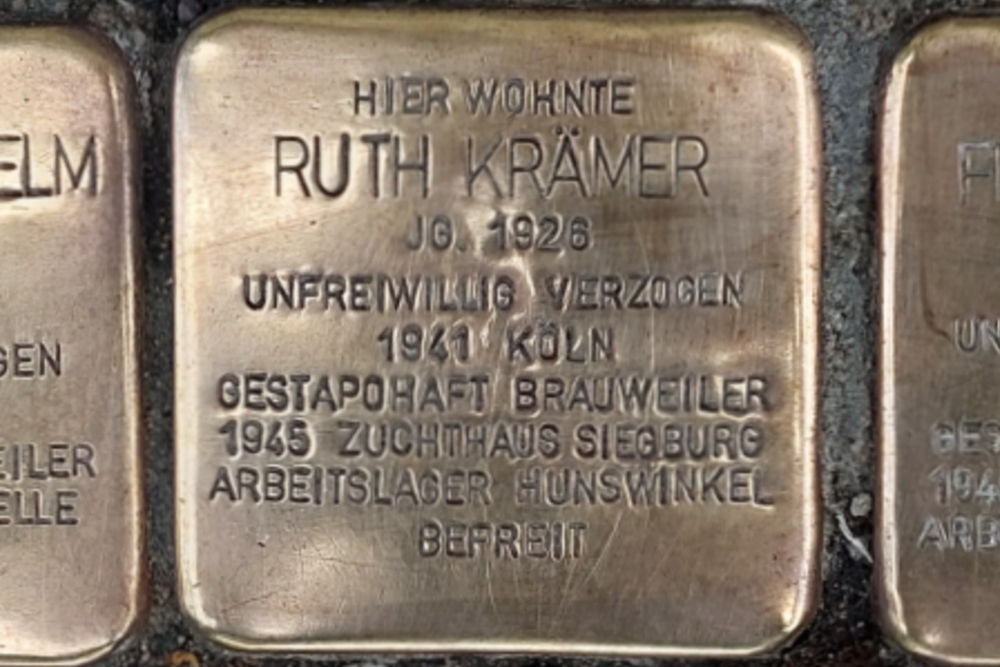 HIER WOHNTE
RUTH KRÄMER
JG. 1926
UNFREIWILLIG VERZOGEN
1941 KÖLN
GESTAPOHAFT BRAUWEILER
1945 ZUCHTHAUS SIEGBURG
ARBEITSLAGER HUNSWINKEL
BEFREIT